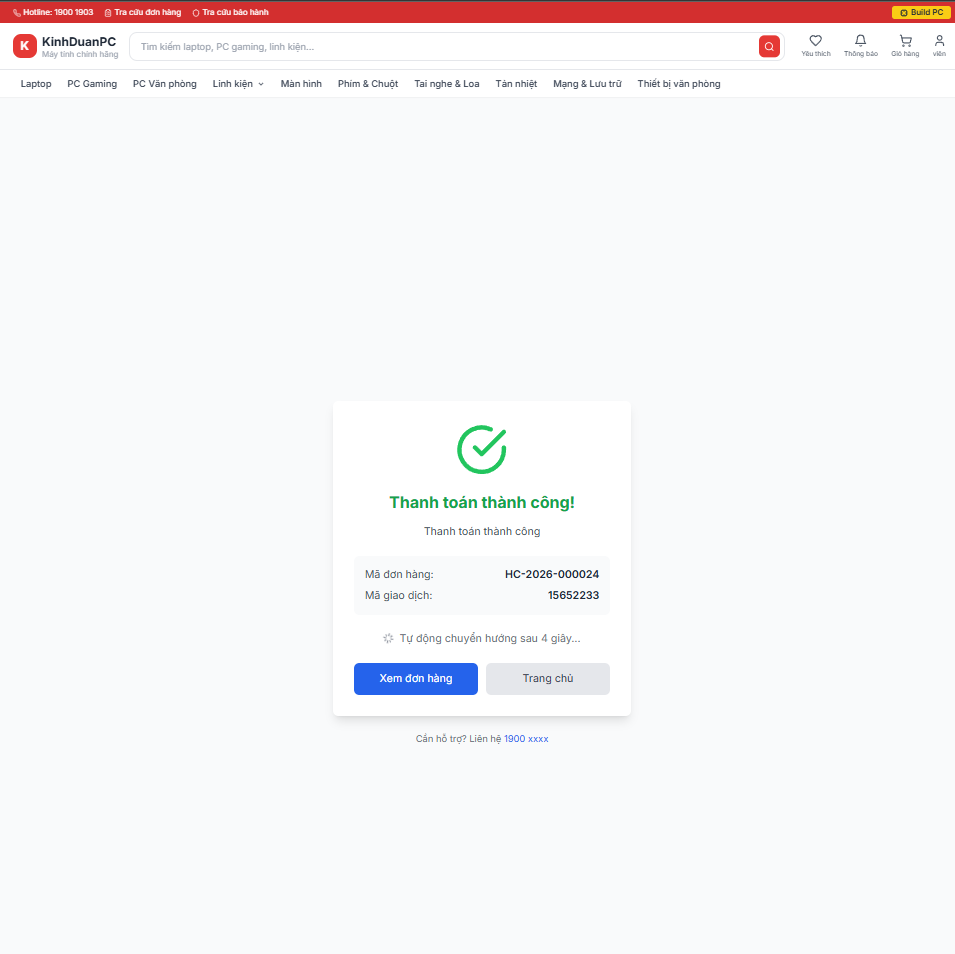 Hotline: 1900 1903 Tra cứu đơn hàng Tra cứu bảo hành Build PC
K KinhDuanPC
Máy tính chính hãng
Tìm kiếm laptop, PC gaming, linh kiện...
Yêu thích Thông báo Giỏ hàng viên
Laptop PC Gaming PC Văn phòng Linh kiện Màn hình Phím & Chuột Tai nghe & Loa Tản nhiệt Mạng & Lưu trữ Thiết bị văn phòng
Thanh toán thành công!
Thanh toán thành công
Mã đơn hàng: HC-2026-000024
Mã giao dịch: 15652233
Tự động chuyển hướng sau 4 giây...
Xem đơn hàng Trang chủ
Cần hỗ trợ? Liên hệ 1900 xxxx